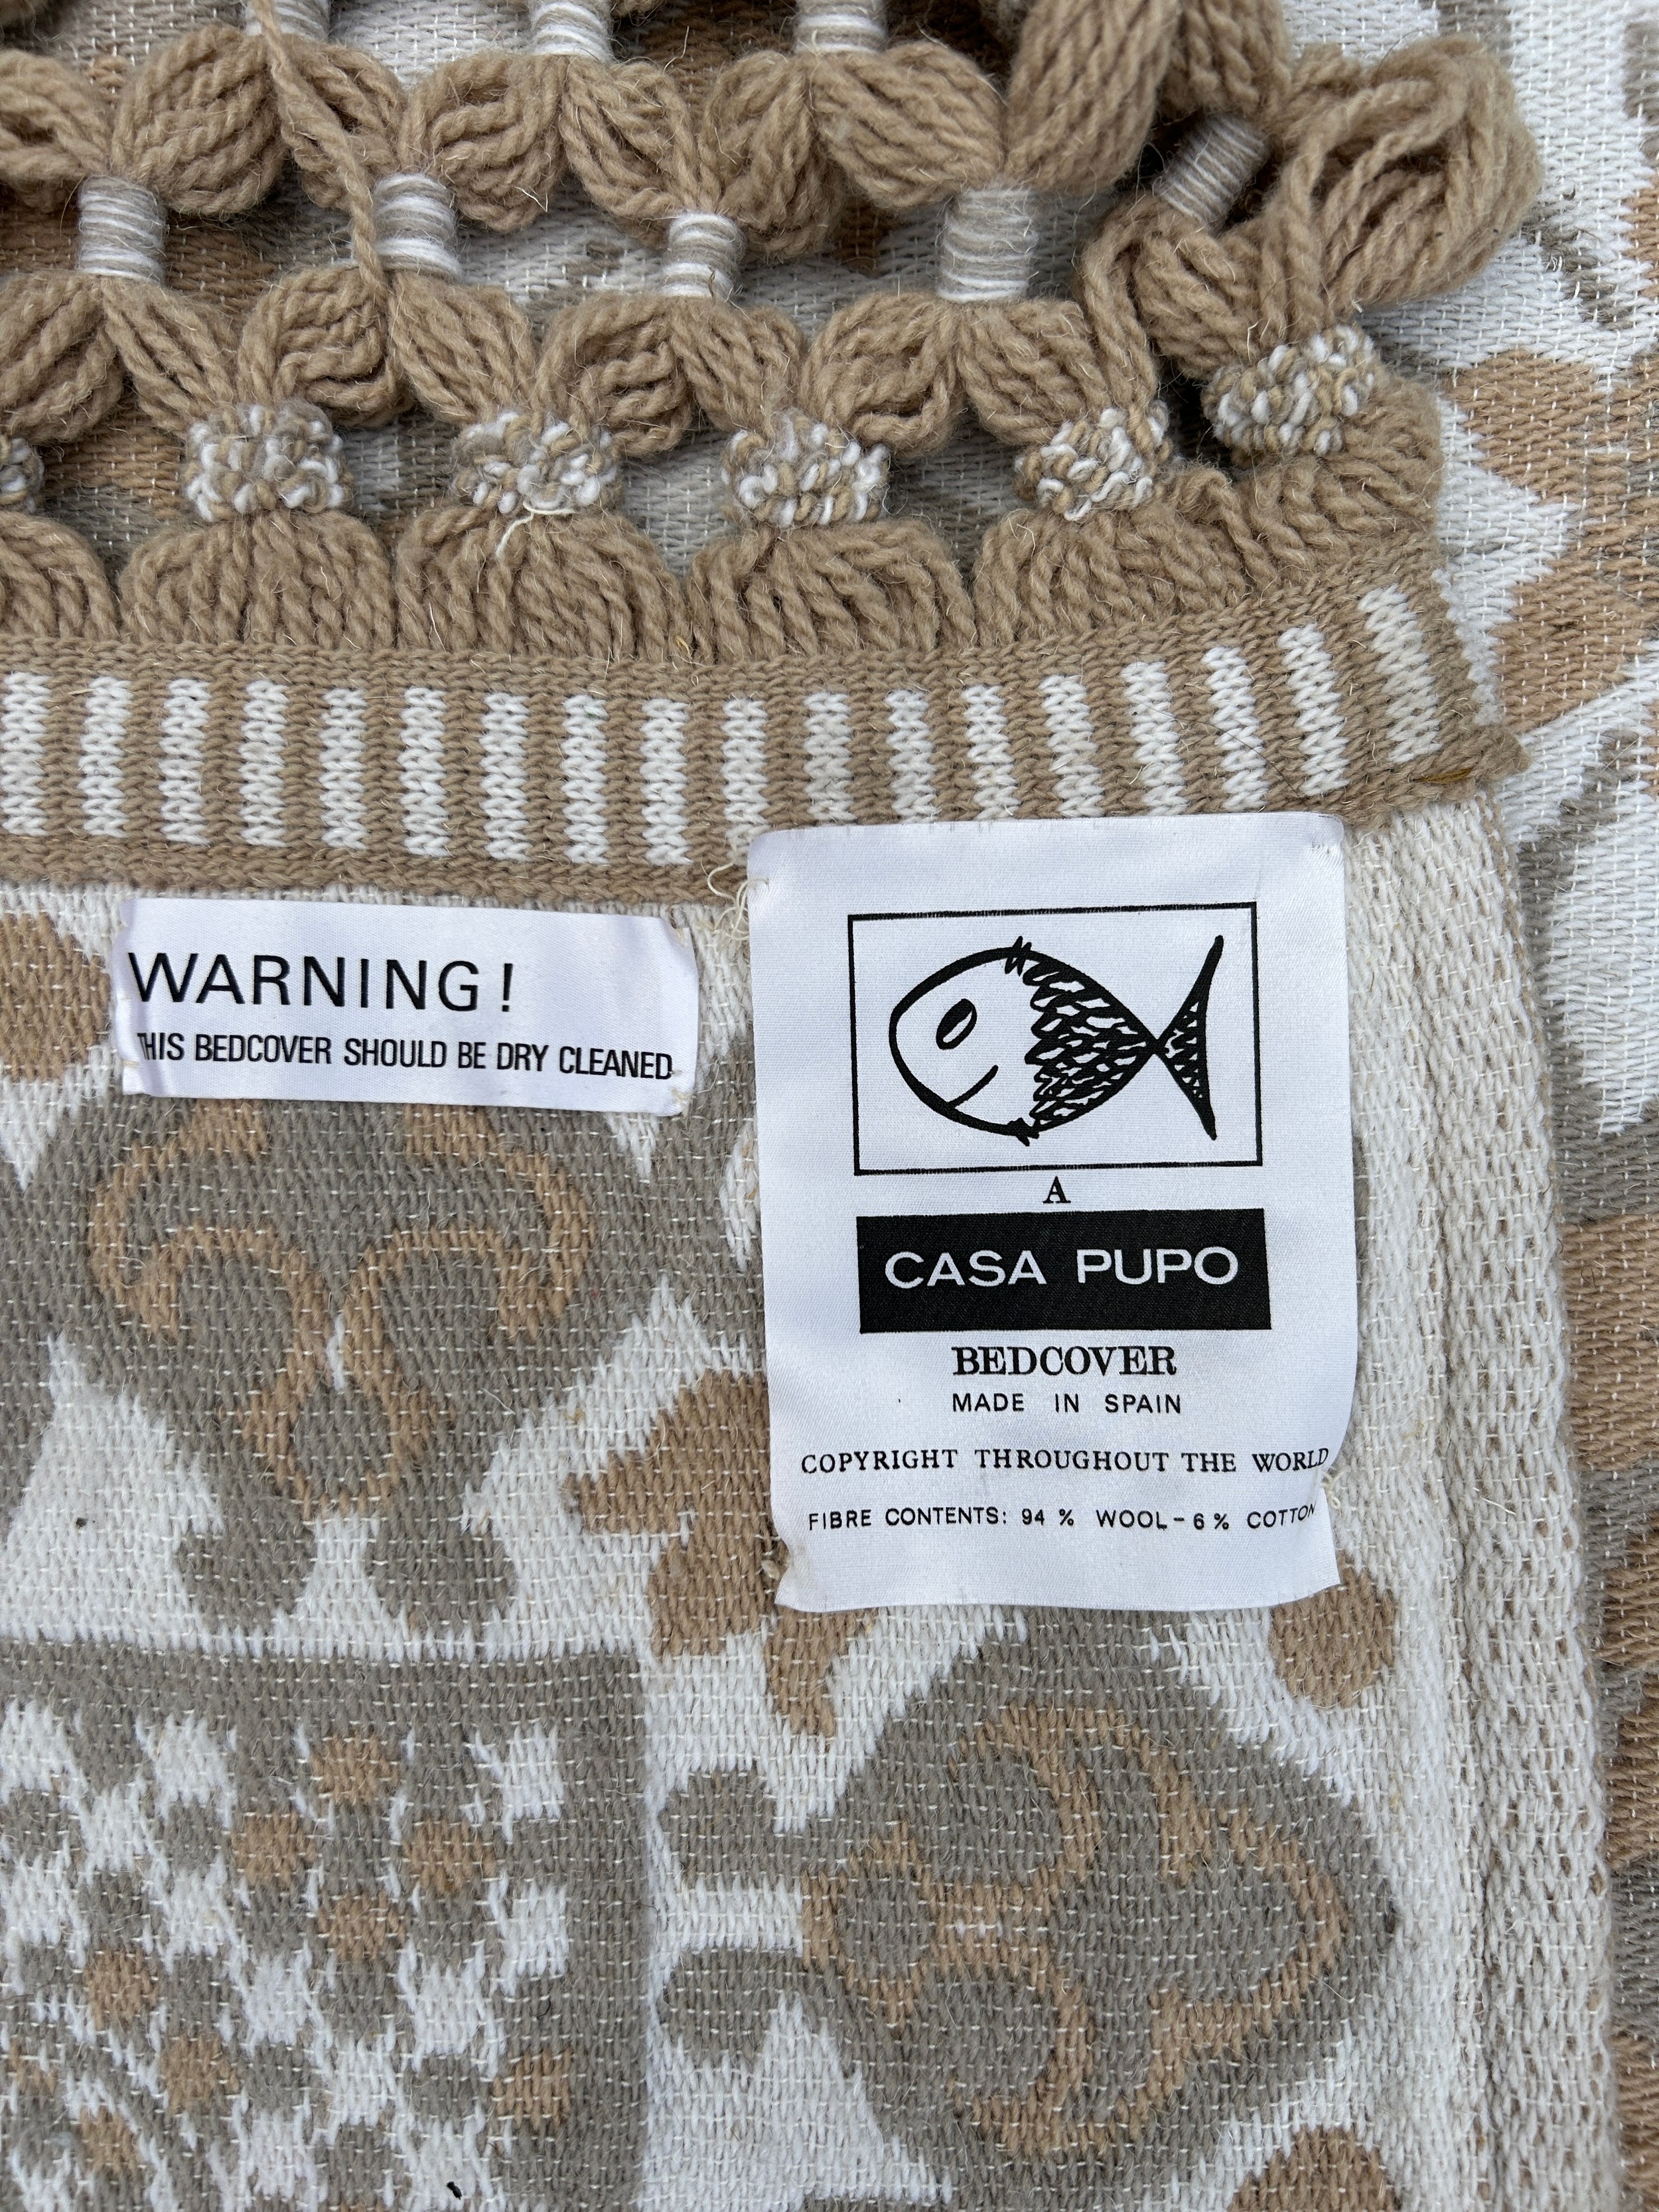 WARNING!
THIS BEDCOVER SHOULD BE DRY CLEANED
A
CASA PUPO
BEDCOVER
MADE IN SPAIN
COPYRIGHT THROUGHOUT THE WORLD
FIBRE CONTENTS: 94 % WOOL-6% COTTON